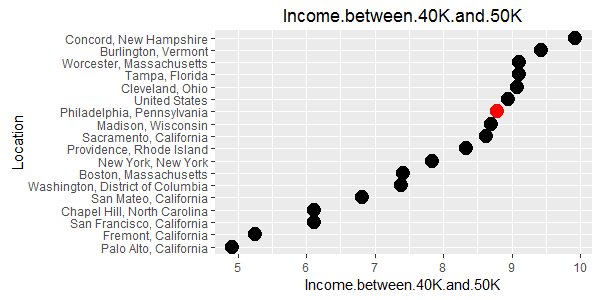 Income.between.40K.and.50K
Concord, New Hampshire
Burlington, Vermont
Worcester, Massachusetts
Tampa, Florida
Cleveland, Ohio
United States
Philadelphia, Pennsylvania
Madison, Wisconsin
Sacramento, California
Providence, Rhode Island
New York, New York
Boston, Massachusetts
Washington, District of Columbia
San Mateo, California
Chapel Hill, North Carolina
San Francisco, California
Fremont, California
Palo Alto, California
Location
5 6 7 8 9 10
Income.between.40K.and.50K